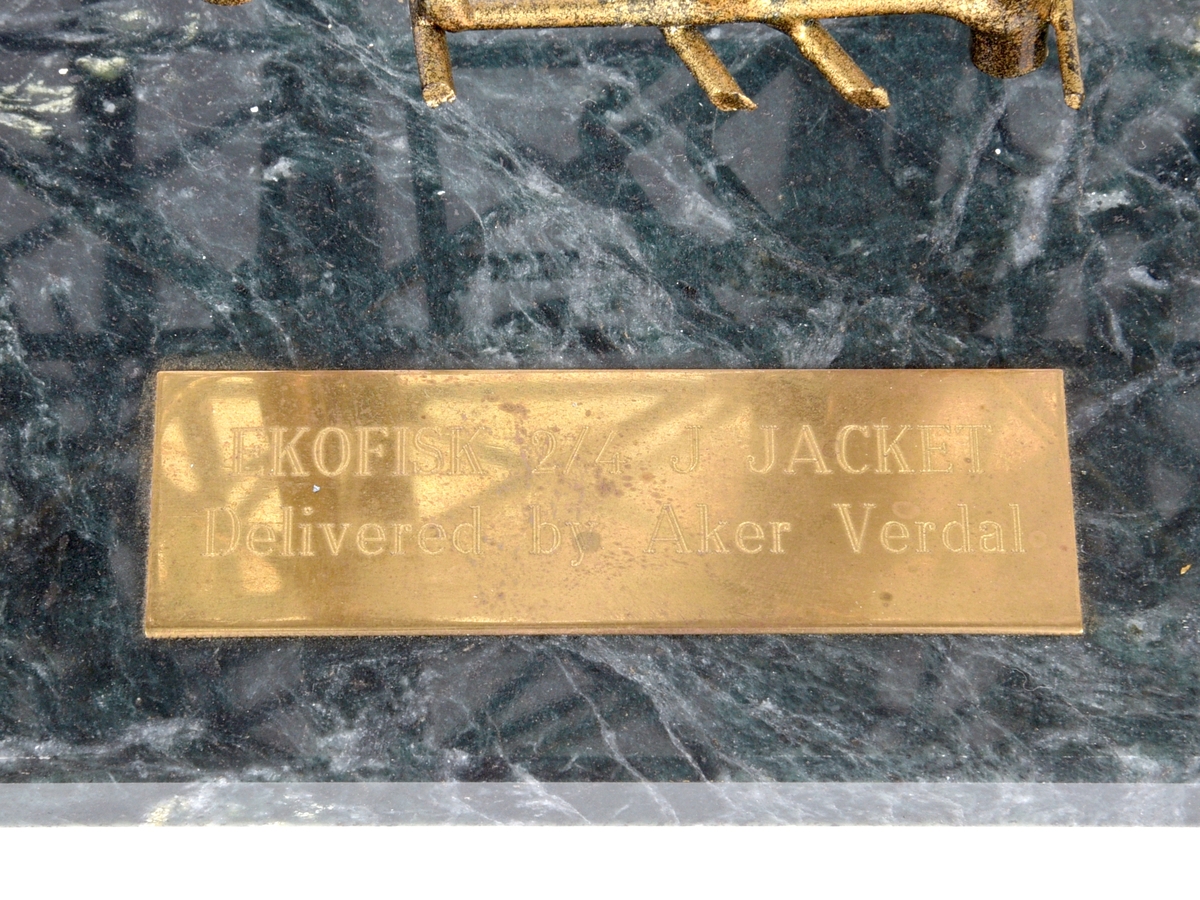 EKOFISK 2/4 J JACKET
Delivered by Aker Verdal